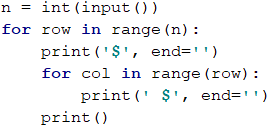 n = int(input())
for row in range(n):
    print('$', end='')
    for col in range(row):
        print(' $', end='')
    print()